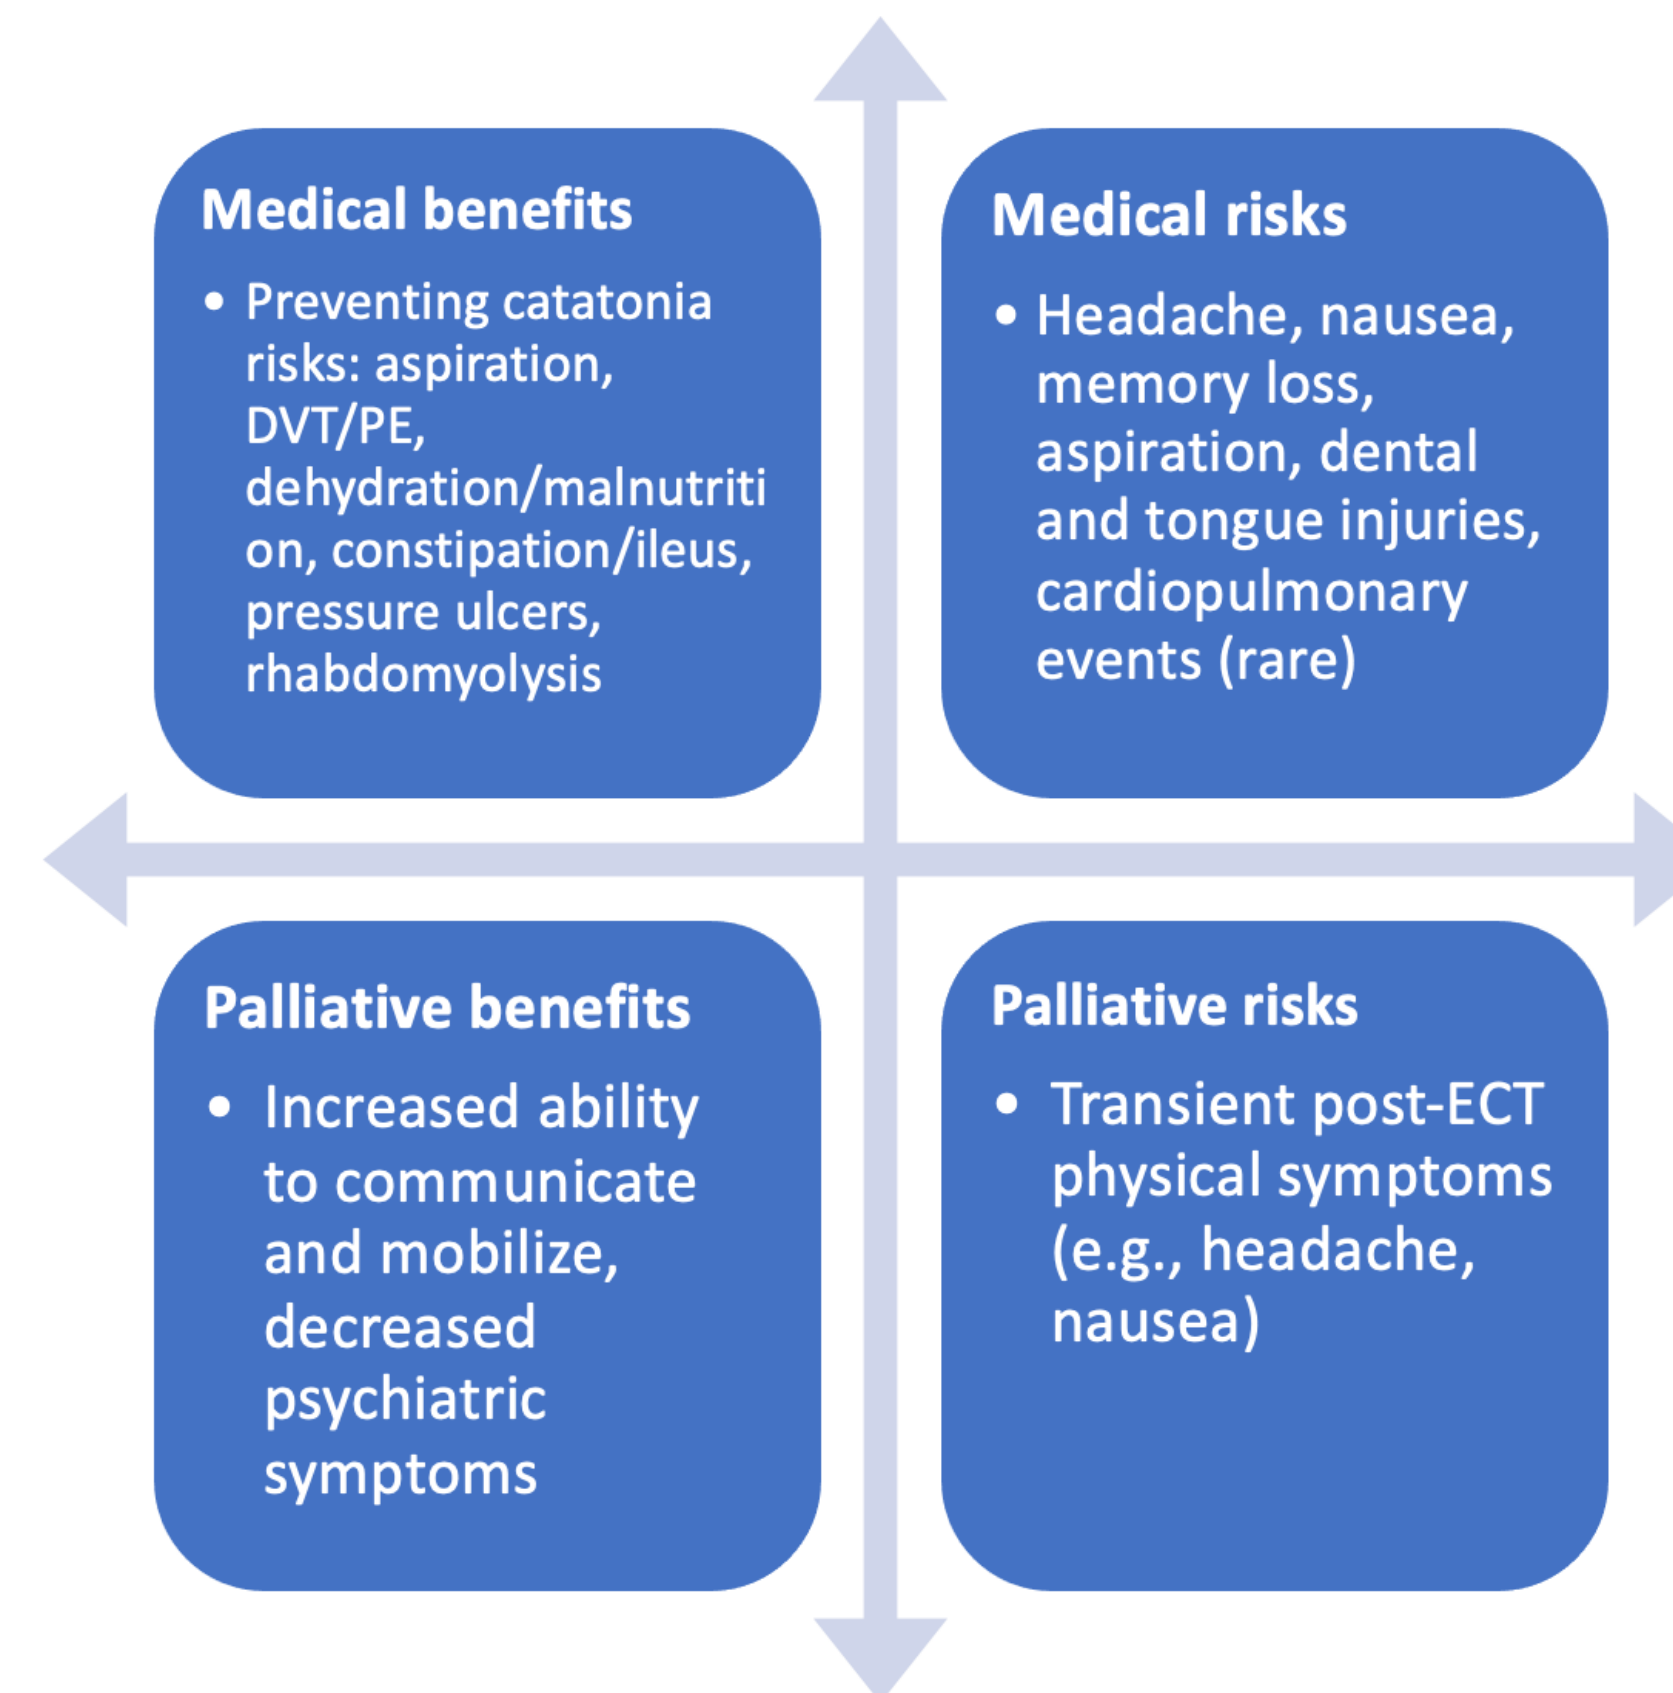 Medical benefits
• Preventing catatonia
risks: aspiration,
DVT/PE,
dehydration/malnutriti
on, constipation/ileus,
pressure ulcers,
rhabdomyolysis
Medical risks
• Headache, nausea,
memory loss,
aspiration, dental
and tongue injuries,
cardiopulmonary
events (rare)
Palliative benefits
• Increased ability
to communicate
and mobilize,
decreased
psychiatric
symptoms
Palliative risks
• Transient post-ECT
physical symptoms
(e.g., headache,
nausea)